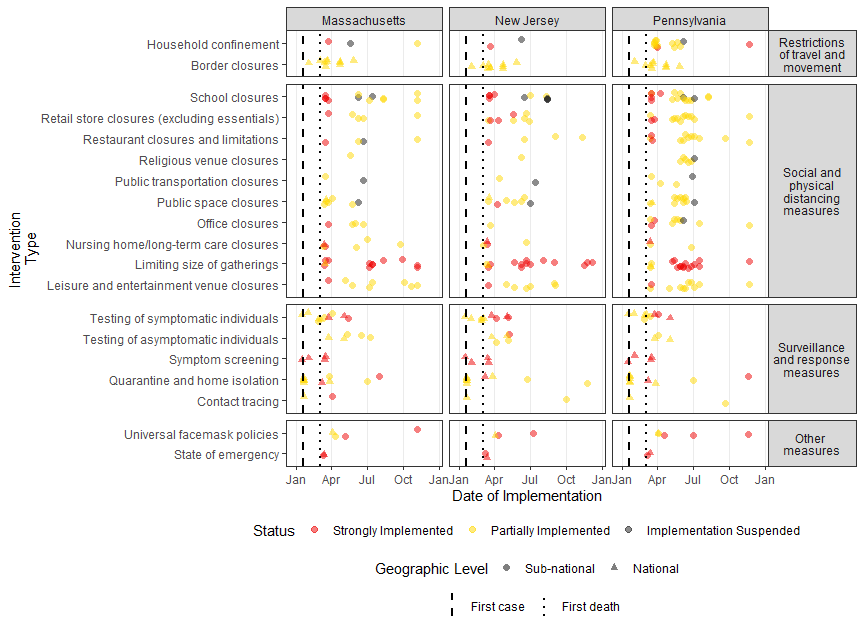 Massachusetts New Jersey Pennsylvania
Household confinement
Border closures
Restrictions
of travel and
movement
School closures
Retail store closures (excluding essentials)
Restaurant closures and limitations
Religious venue closures
Public transportation closures
Public space closures
Office closures
Nursing home/long-term care closures
Limiting size of gatherings
Leisure and entertainment venue closures
Social and
physical
distancing
measures
Intervention
Type
Testing of symptomatic individuals
Testing of asymptomatic individuals
Symptom screening
Quarantine and home isolation
Contact tracing
Surveillance
and response
measures
Universal facemask policies
State of emergency
Other
measures
Jan Apr Jul Oct Jan Jan Apr Jul Oct Jan Jan Apr Jul Oct Jan
Date of Implementation
Status Strongly Implemented Partially Implemented Implementation Suspended
Geographic Level Sub-national National
First case First death